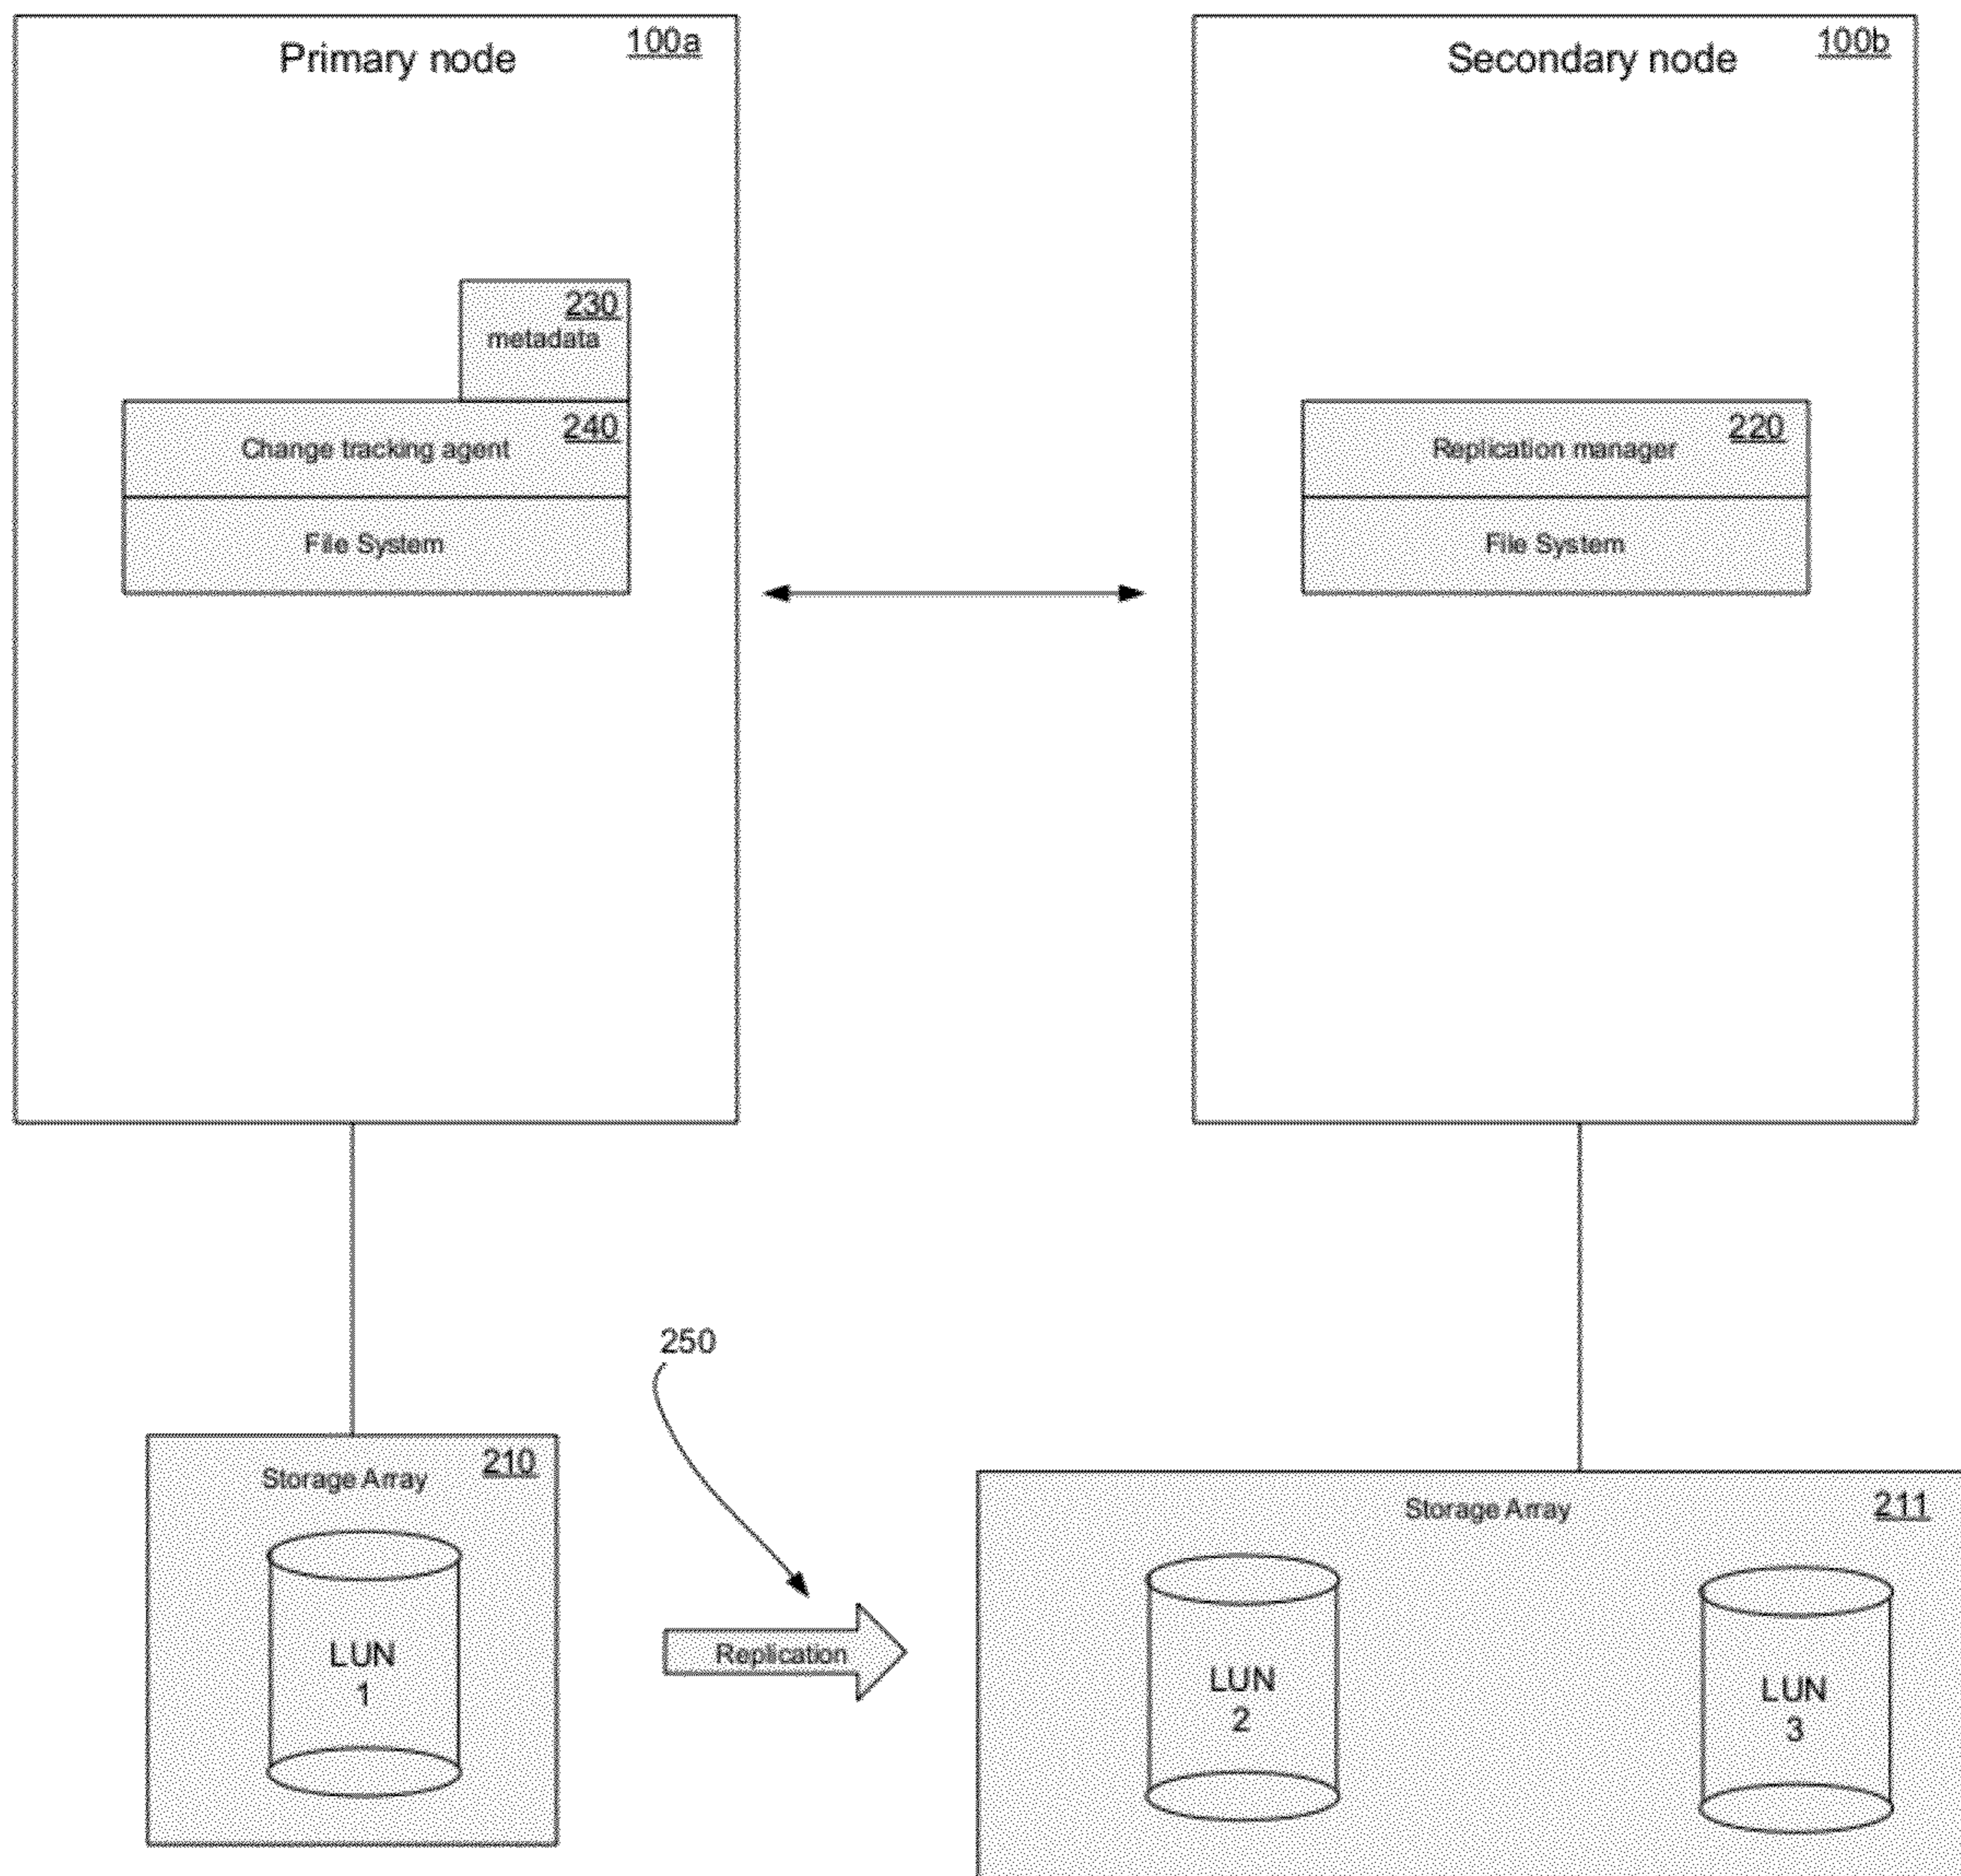 Primary node
100a
Secondary node
100b
230
metadata
Change tracking agent
240
File System
Replication manager
220
File System
250
Storage Array
210
LUN
1
Replication
Storage Array
211
LUN
2
LUN
3